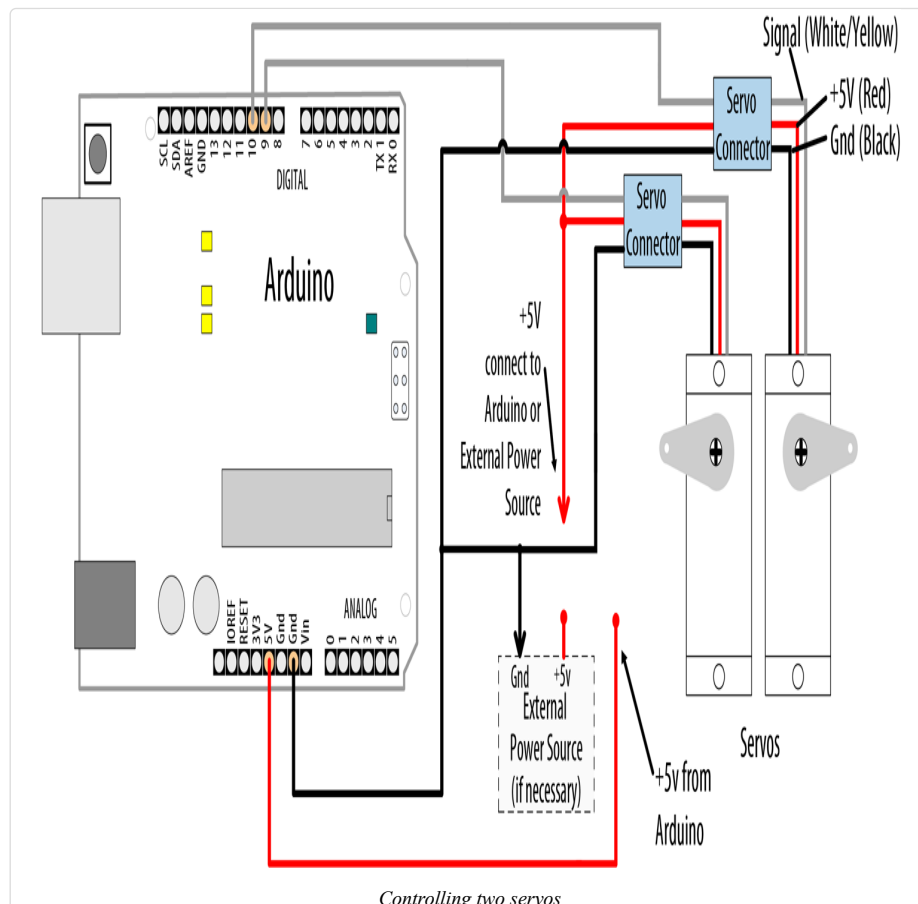 Signal (White/Yellow)
+5V (Red)
Gnd (Black)
Servo
Connector
Servo
Connector
SCL
SDA
AREF
GND
13
12
11
10
9
8
7
6
5
4
3
2
TX 1
RX 0
DIGITAL
Arduino
+5V
connect to
Arduino or
External Power
Source
IOREF
RESET
3V3
5V
Gnd
Gnd
Vin
ANALOG
0
1
2
3
4
5
Gnd +5v
External
Power Source
(if necessary)
Servos
+5v from
Arduino
Controlling two servos